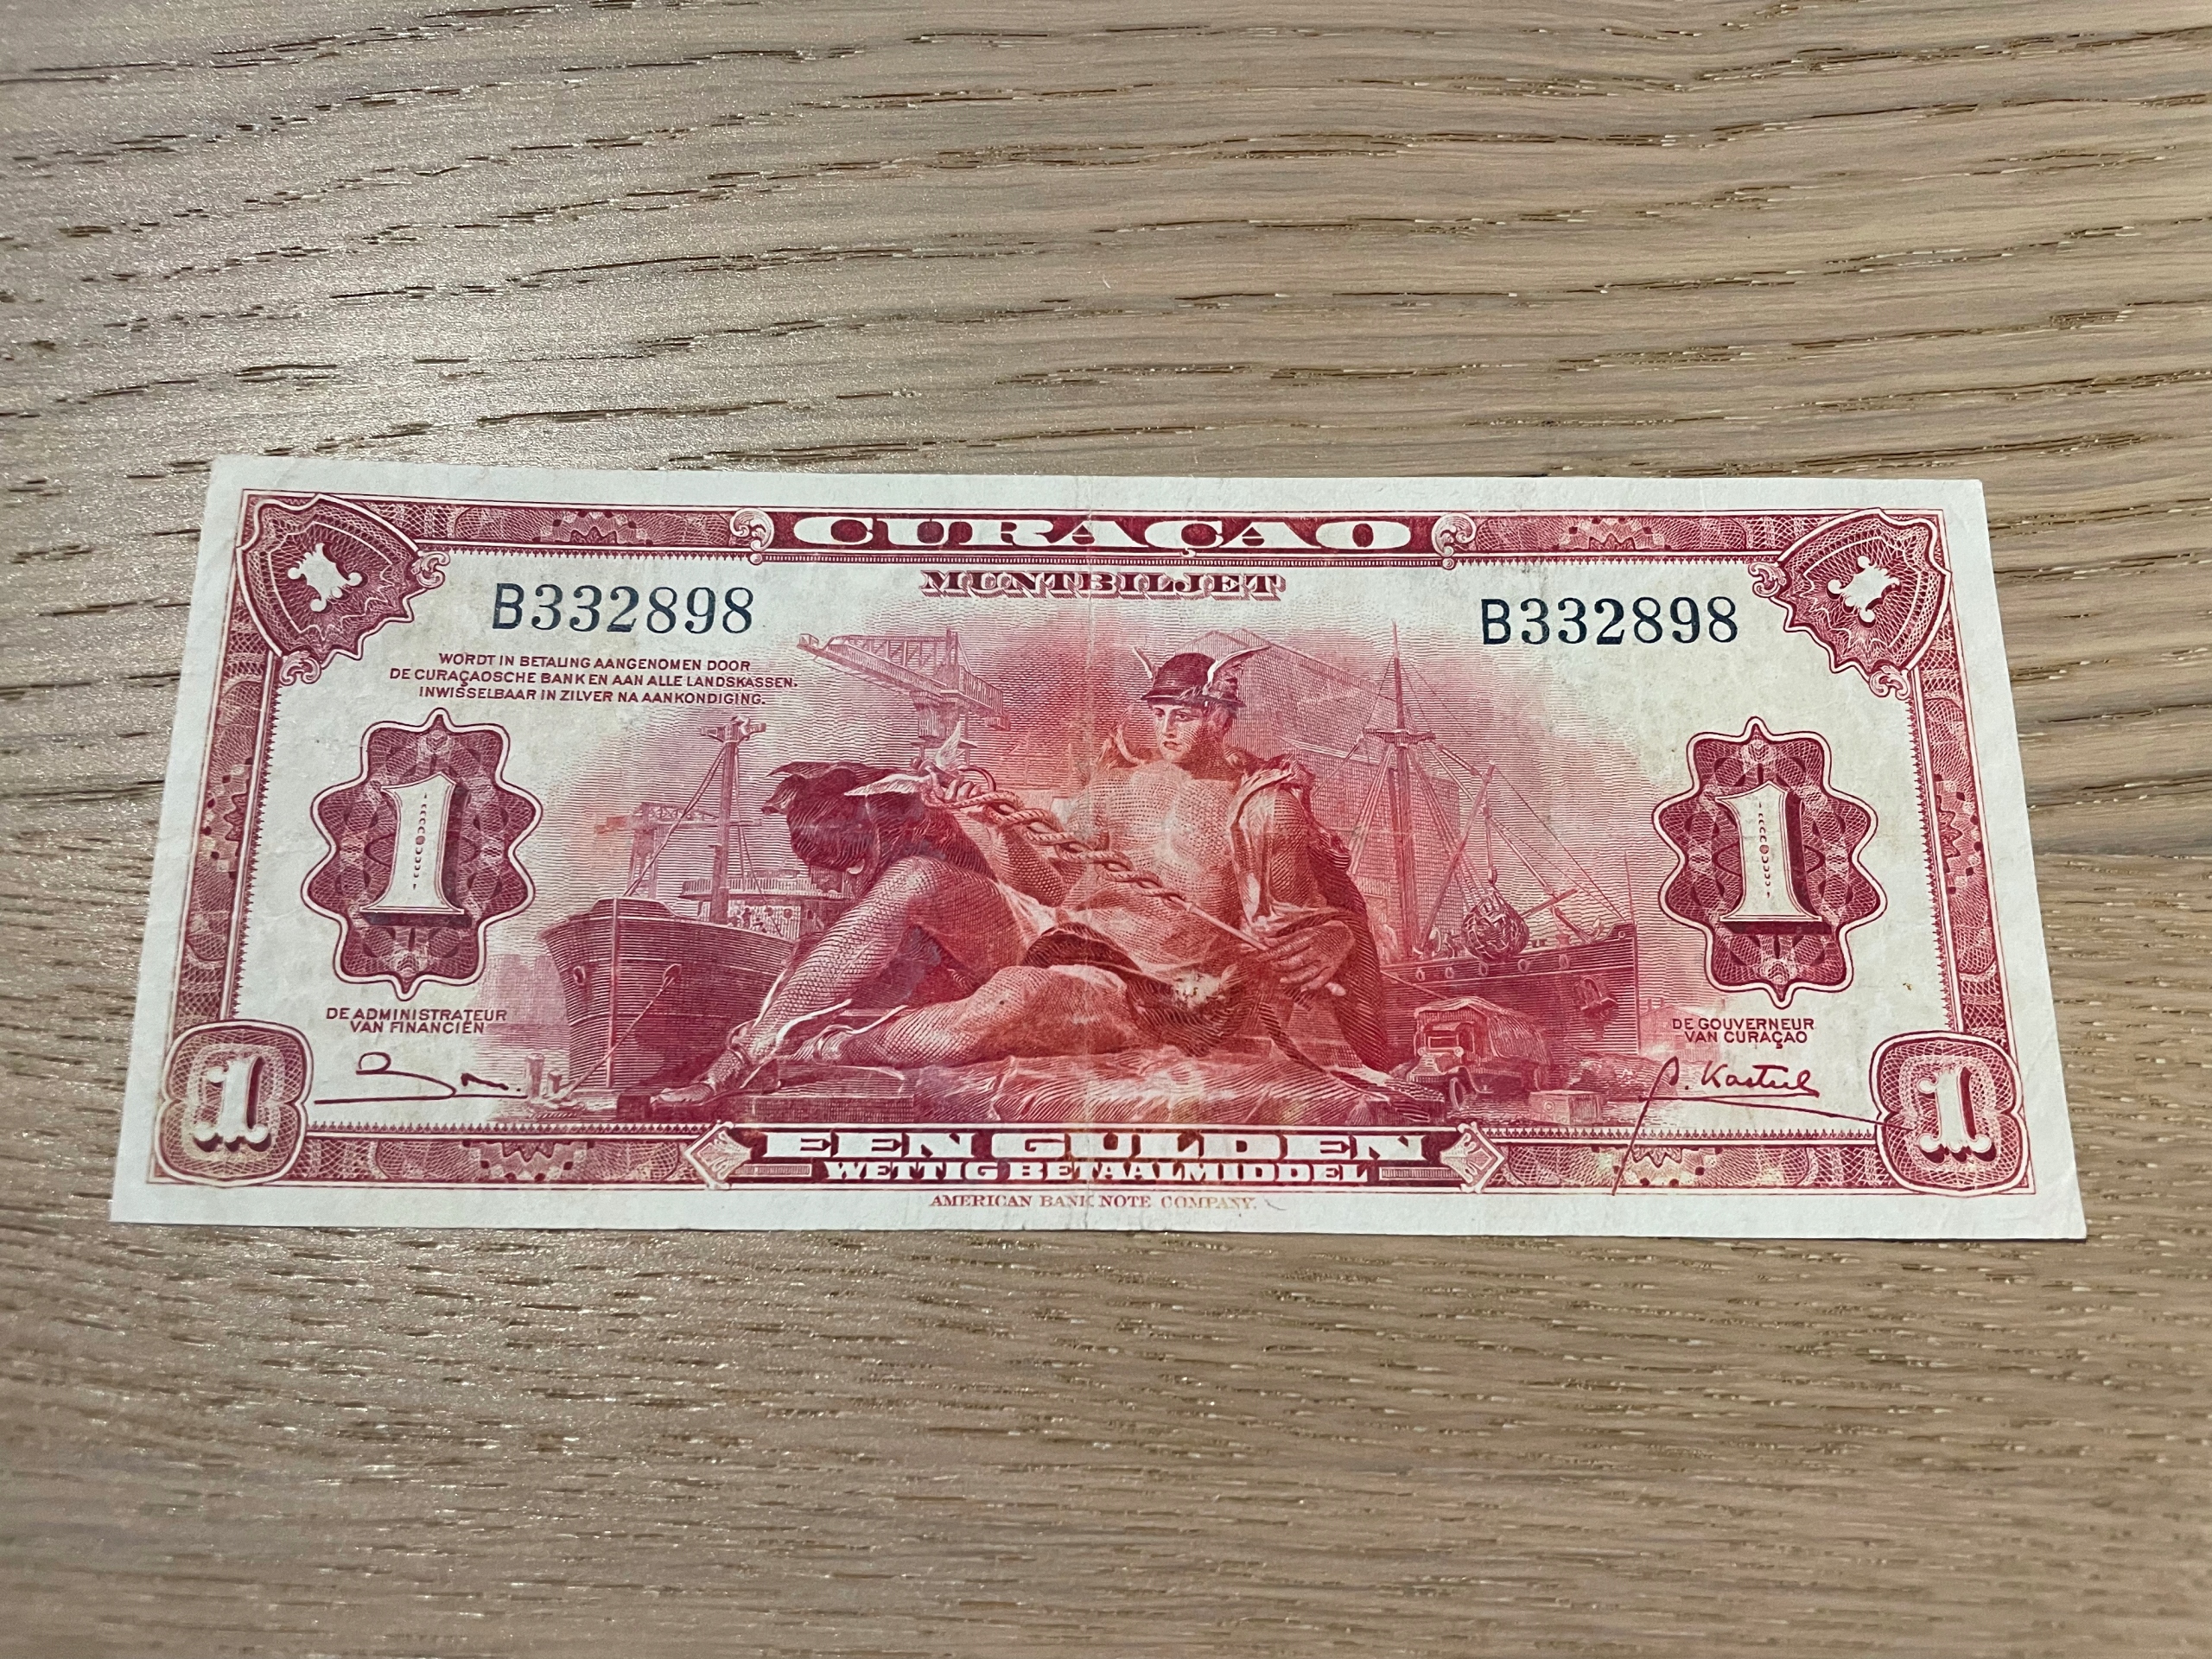 CURAÇAO
MUNTBILJET
B332898
B332898
WORDT IN BETALING AANGENOMEN DOOR
DE CURAÇAOSCHE BANK EN AAN ALLE LANDSKASSEN.
INWISSELBAAR IN ZILVER NA AANKONDIGING.
1
1
DE ADMINISTRATEUR
VAN FINANCIËN
DE GOUVERNEUR
VAN CURAÇAO
1
1
EEN GULDEN
WETTIG BETAALMIDDEL
AMERICAN BANK NOTE COMPANY.